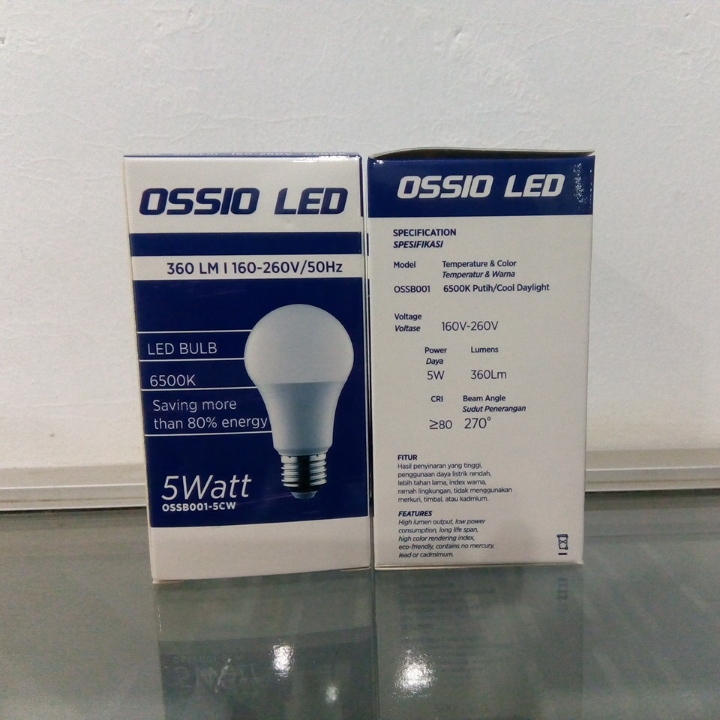 OSSIO LED
360 LM I 160-260V/50Hz
LED BULB
6500K
Saving more
than 80% energy
5Watt
OSSB001-5CW
OSSIO LED
SPECIFICATION
SPESIFIKASI
Model Temperature & Color
Temperatur & Warna
OSSB001 6500K Putih/Cool Daylight
Voltage
Voltase 160V-260V
Power Lumens
Daya
5W 360Lm
CRI Beam Angle
Sudut Penerangan
≥80 270°
FITUR
Hasil penyinaran yang tinggi,
penggunaan daya listrik rendah,
lebih tahan lama, index warna,
ramah lingkungan, tidak menggunakan
merkuri, timbal, atau kadmium.
FEATURES
High lumen output, low power
consumption, long life span,
high color rendering index,
eco-friendly, contains no mercury,
lead or cadmimum.